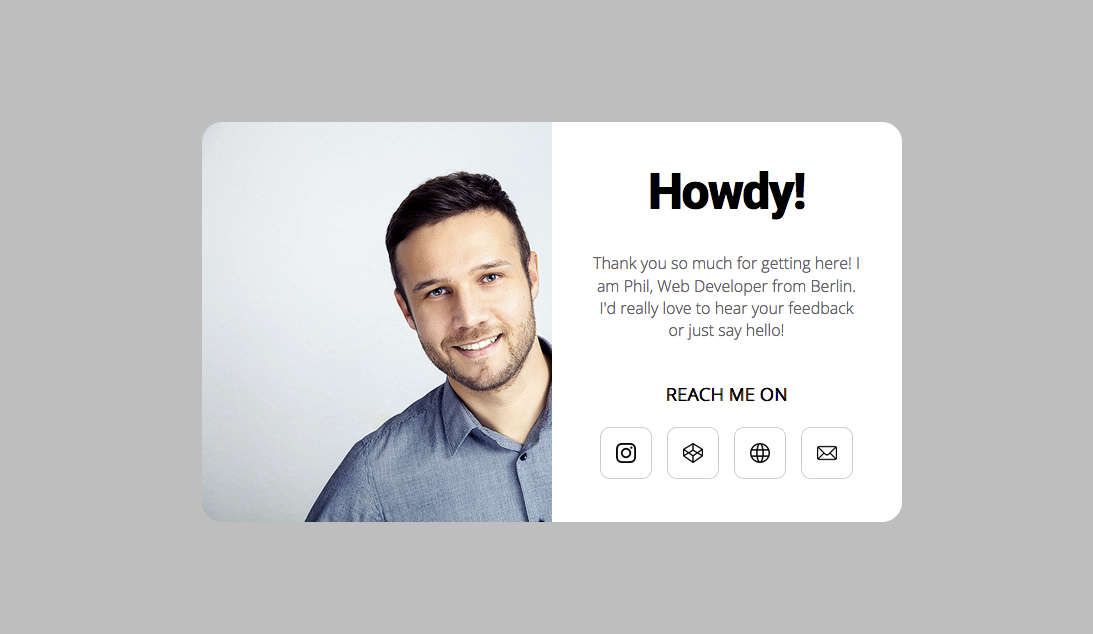 Howdy!
Thank you so much for getting here! I
am Phil, Web Developer from Berlin.
I'd really love to hear your feedback
or just say hello!
REACH ME ON